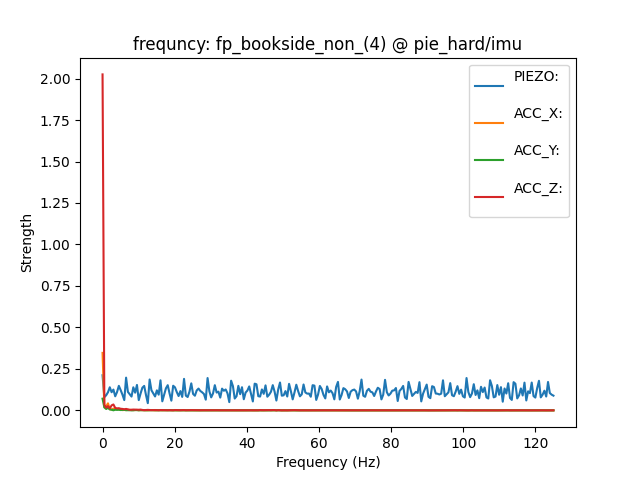 frequncy: fp_bookside_non_(4) @ pie_hard/imu
PIEZO:
ACC_X:
ACC_Y:
ACC_Z:
2.00
1.75
1.50
1.25
1.00
0.75
0.50
0.25
0.00
Strength
0 20 40 60 80 100 120
Frequency (Hz)